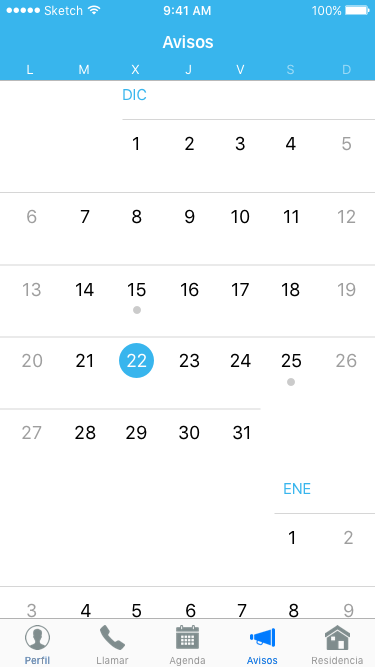 Sketch 9:41 AM 100%
Avisos
L M X J V S D
DIC
1 2 3 4 5
6 7 8 9 10 11 12
13 14 15 16 17 18 19
20 21 22 23 24 25 26
27 28 29 30 31
ENE
1 2
3 4 5 6 7 8 9
Perfil Llamar Agenda Avisos Residencia